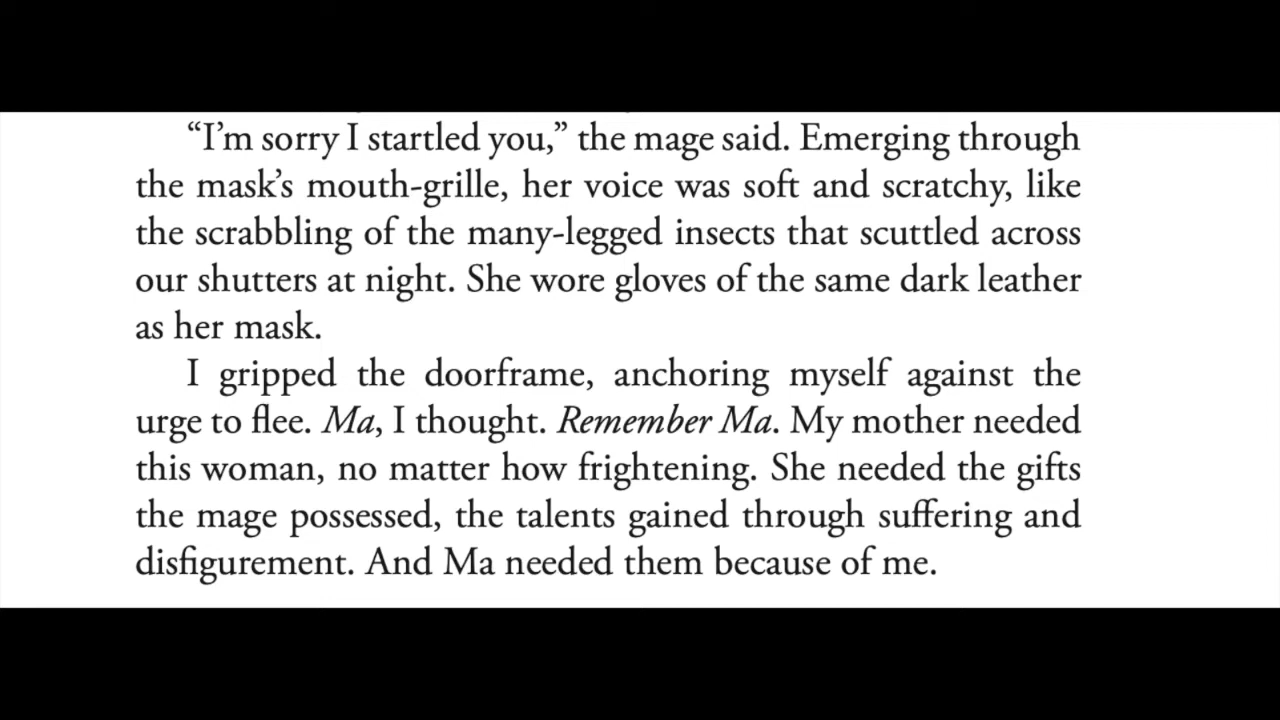 “I’m sorry I startled you,” the mage said. Emerging through
the mask’s mouth-grille, her voice was soft and scratchy, like
the scrabbling of the many-legged insects that scuttled across
our shutters at night. She wore gloves of the same dark leather
as her mask.
I gripped the doorframe, anchoring myself against the
urge to flee. Ma, I thought. Remember Ma. My mother needed
this woman, no matter how frightening. She needed the gifts
the mage possessed, the talents gained through suffering and
disfigurement. And Ma needed them because of me.